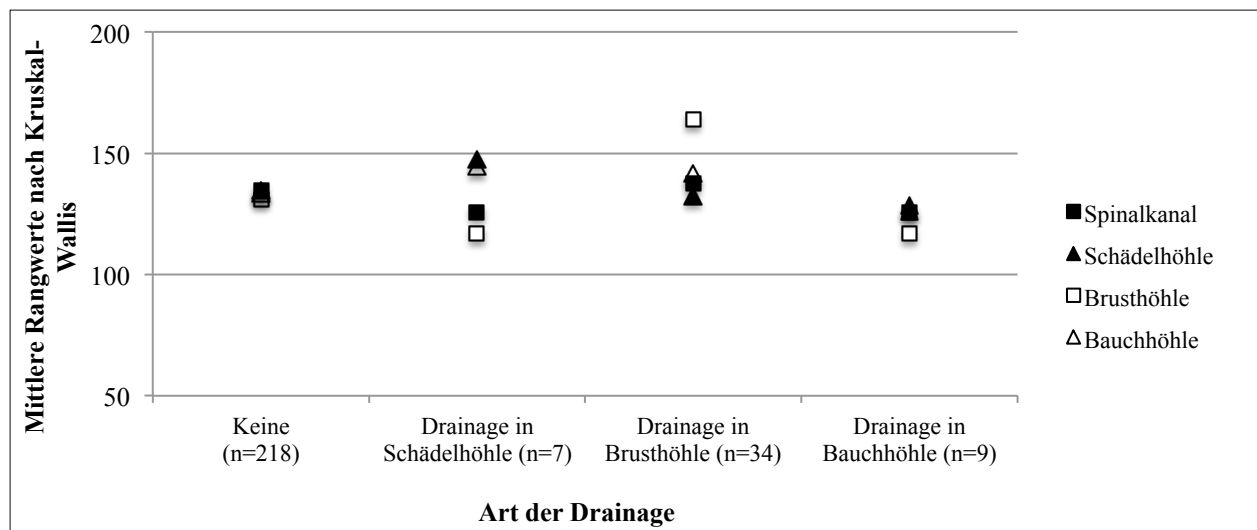 Mittlere Rangwerte nach Kruskal-
Wallis
200
150
100
50
Keine
(n=218)
Drainage in
Schädelhöhle (n=7)
Drainage in
Brusthöhle (n=34)
Drainage in
Bauchhöhle (n=9)
Art der Drainage
Spinalkanal
Schädelhöhle
Brusthöhle
Bauchhöhle